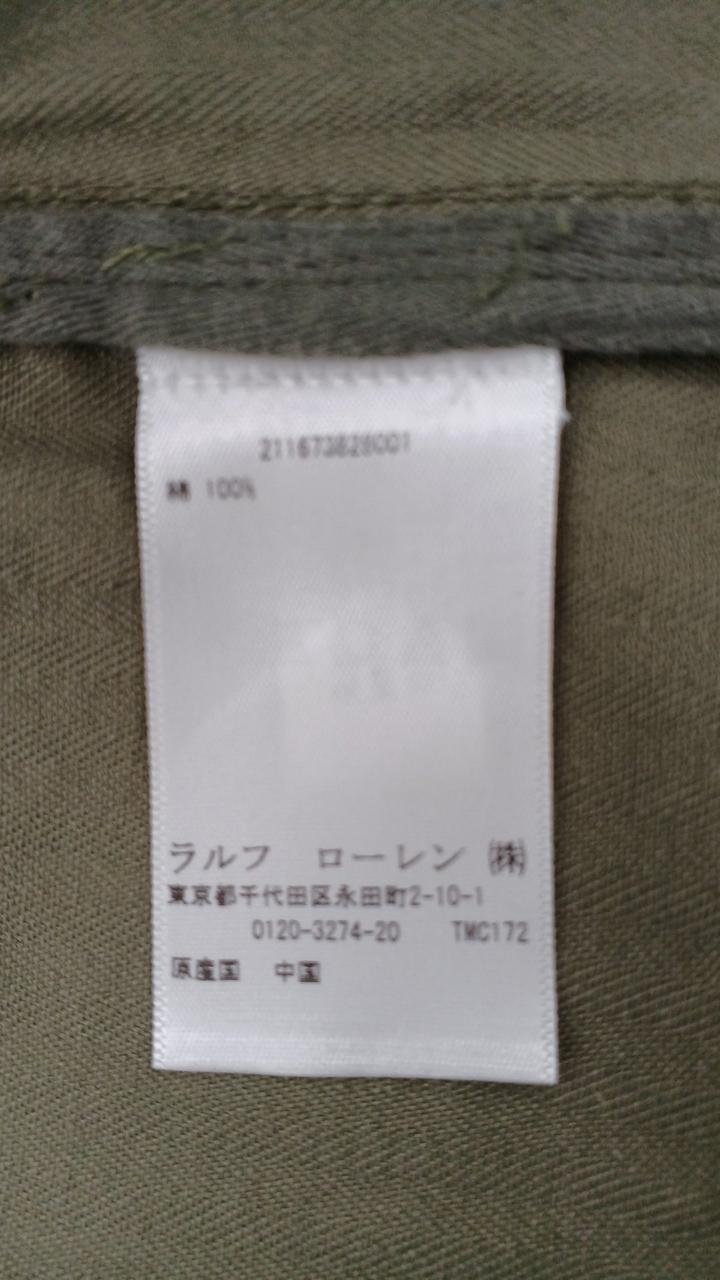 211673828001
綿 100%
ラルフ ローレン ㈱
東京都千代田区永田町2-10-1
0120-3274-20 TMC172
原産国 中国